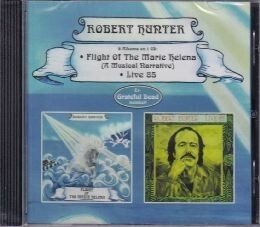 ROBERT HUNTER
2 Albums on 1 CD:
• Flight Of The Marie Helena
(A Musical Narrative)
• Live 85
Grateful Dead
ROBERT HUNTER
FLIGHT
OF
THE MARIE HELENA
ROBERT HUNTER LIVE 85